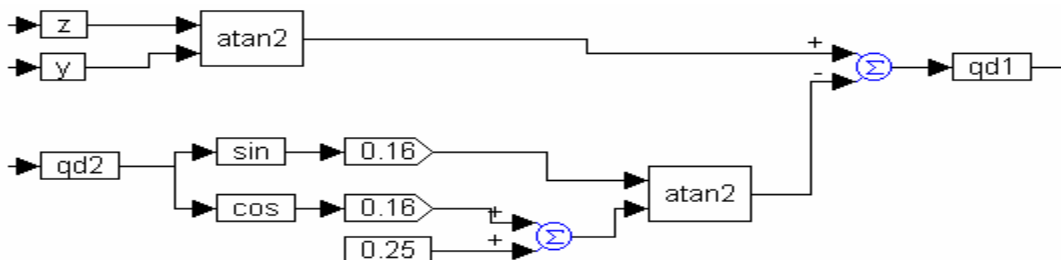 z
atan2
y
+
-
Σ
qd1
qd2
sin
0.16
cos
0.16
+
+
0.25
Σ
atan2